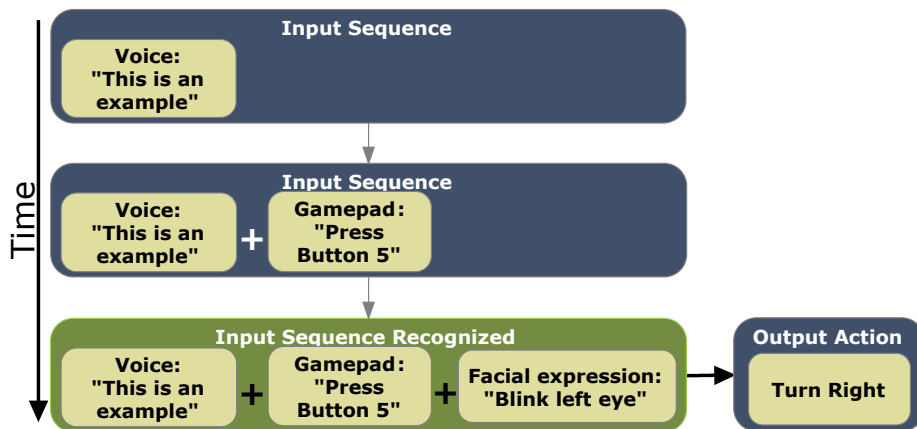 Time
Input Sequence
Voice:
"This is an
example"
Input Sequence
Voice:
"This is an
example"
+
Gamepad:
"Press
Button 5"
Input Sequence Recognized
Voice:
"This is an
example"
+
Gamepad:
"Press
Button 5"
+
Facial expression:
"Blink left eye"
Output Action
Turn Right